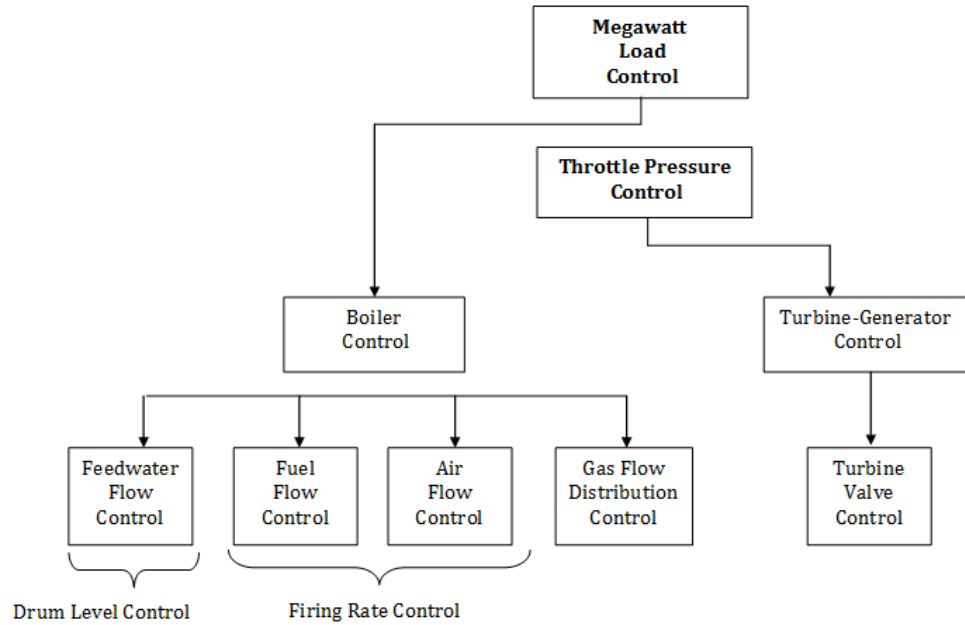 Megawatt
Load
Control
Throttle Pressure
Control
Boiler
Control
Turbine-Generator
Control
Feedwater
Flow
Control
Fuel
Flow
Control
Air
Flow
Control
Gas Flow
Distribution
Control
Turbine
Valve
Control
Drum Level Control
Firing Rate Control